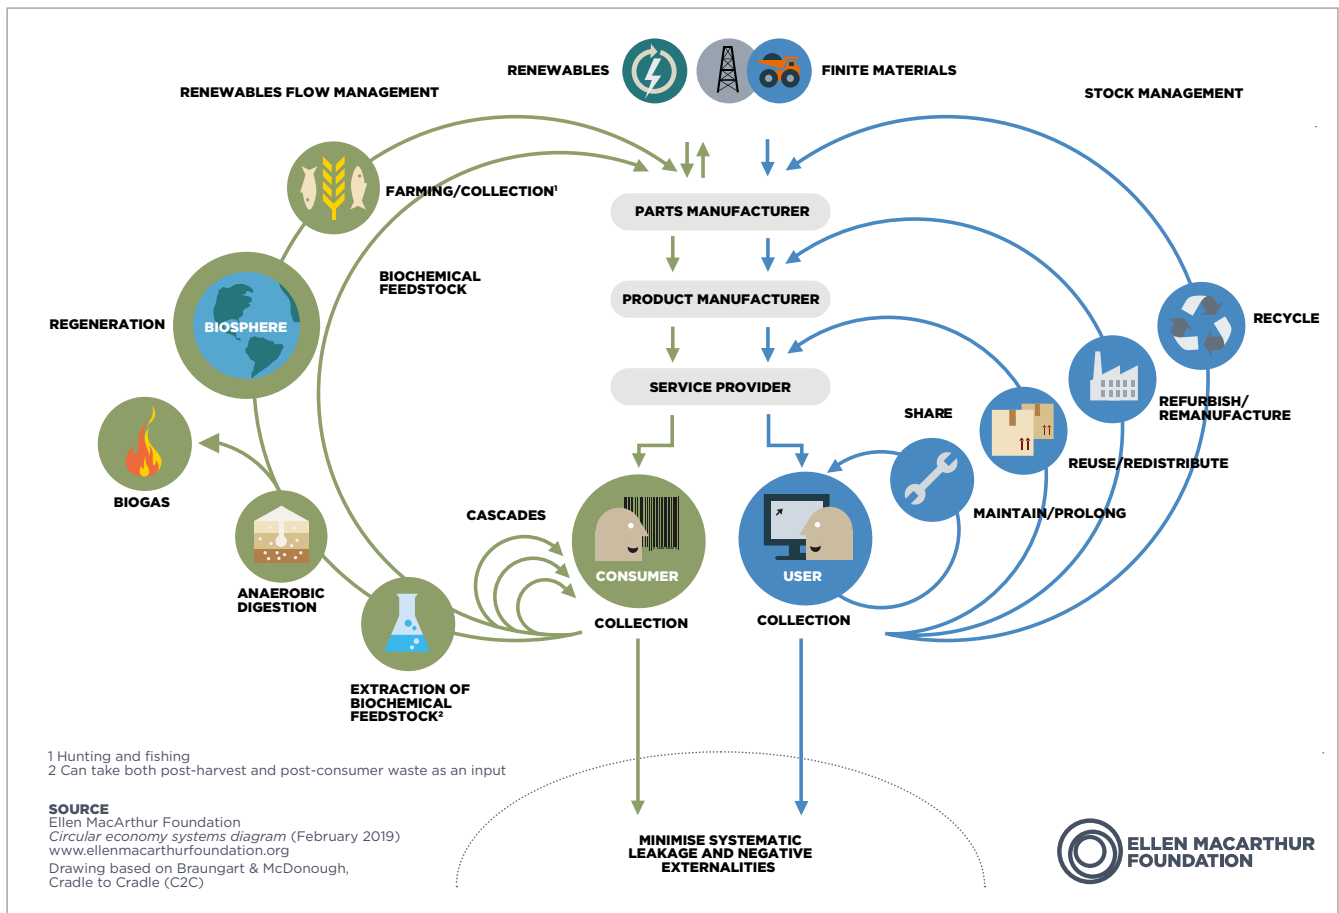 RENEWABLES
FINITE MATERIALS
RENEWABLES FLOW MANAGEMENT
STOCK MANAGEMENT
FARMING/COLLECTION¹
PARTS MANUFACTURER
BIOCHEMICAL
FEEDSTOCK
PRODUCT MANUFACTURER
REGENERATION
BIOSPHERE
RECYCLE
SERVICE PROVIDER
SHARE
REFURBISH/
REMANUFACTURE
REUSE/REDISTRIBUTE
BIOGAS
CASCADES
MAINTAIN/PROLONG
CONSUMER
USER
ANAEROBIC
DIGESTION
COLLECTION
COLLECTION
EXTRACTION OF
BIOCHEMICAL
FEEDSTOCK²
1 Hunting and fishing
2 Can take both post-harvest and post-consumer waste as an input
SOURCE
Ellen MacArthur Foundation
Circular economy systems diagram (February 2019)
www.ellenmacarthurfoundation.org
Drawing based on Braungart & McDonough,
Cradle to Cradle (C2C)
MINIMISE SYSTEMATIC
LEAKAGE AND NEGATIVE
EXTERNALITIES
ELLEN MACARTHUR
FOUNDATION